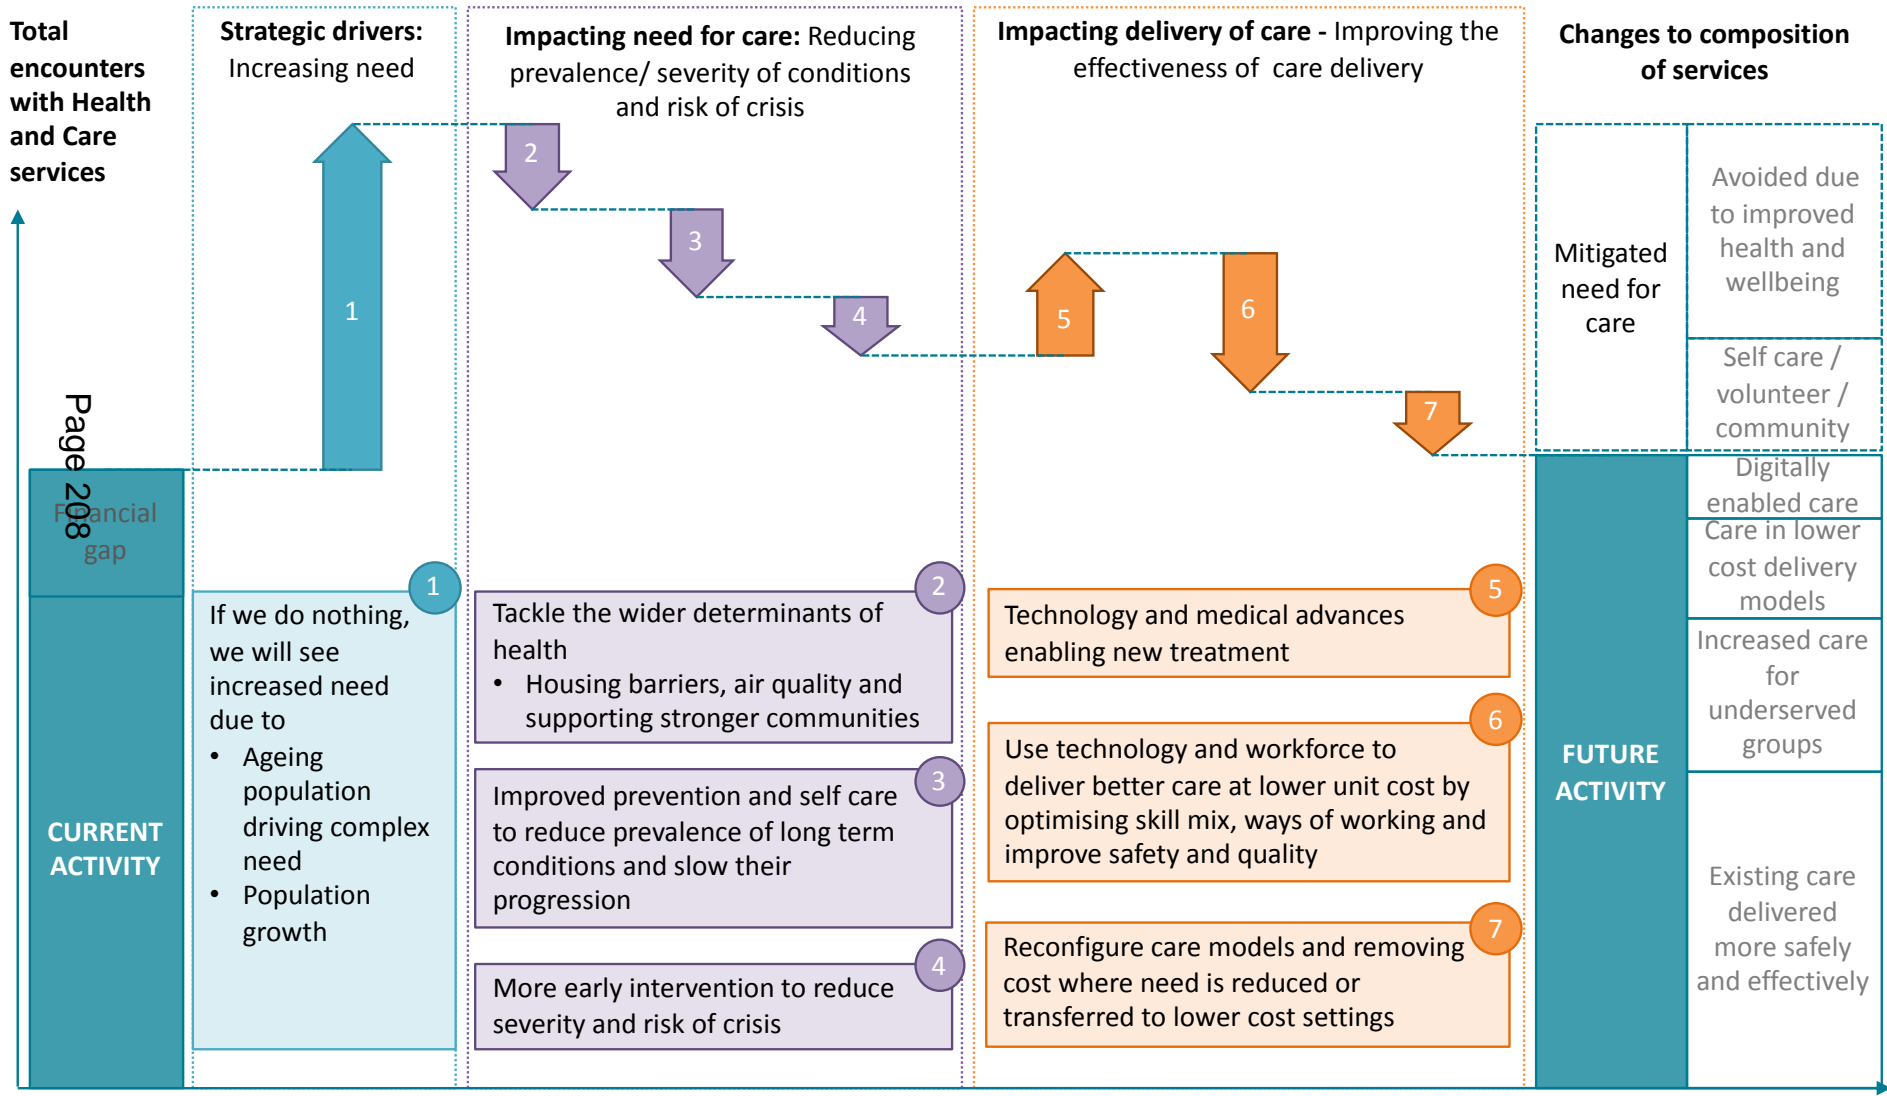 Total
encounters
with Health
and Care
services
Strategic drivers:
Increasing need
Impacting need for care: Reducing
prevalence/ severity of conditions
and risk of crisis
Impacting delivery of care - Improving the
effectiveness of care delivery
Changes to composition
of services
1
2
3
4
5
6
7
Page 208
Financial
gap
CURRENT
ACTIVITY
1
If we do nothing,
we will see
increased need
due to
• Ageing
population
driving complex
need
• Population
growth
2
Tackle the wider determinants of
health
• Housing barriers, air quality and
supporting stronger communities
3
Improved prevention and self care
to reduce prevalence of long term
conditions and slow their
progression
4
More early intervention to reduce
severity and risk of crisis
5
Technology and medical advances
enabling new treatment
6
Use technology and workforce to
deliver better care at lower unit cost by
optimising skill mix, ways of working and
improve safety and quality
7
Reconfigure care models and removing
cost where need is reduced or
transferred to lower cost settings
Mitigated
need for
care
FUTURE
ACTIVITY
Avoided due
to improved
health and
wellbeing
Self care /
volunteer /
community
Digitally
enabled care
Care in lower
cost delivery
models
Increased care
for
underserved
groups
Existing care
delivered
more safely
and effectively